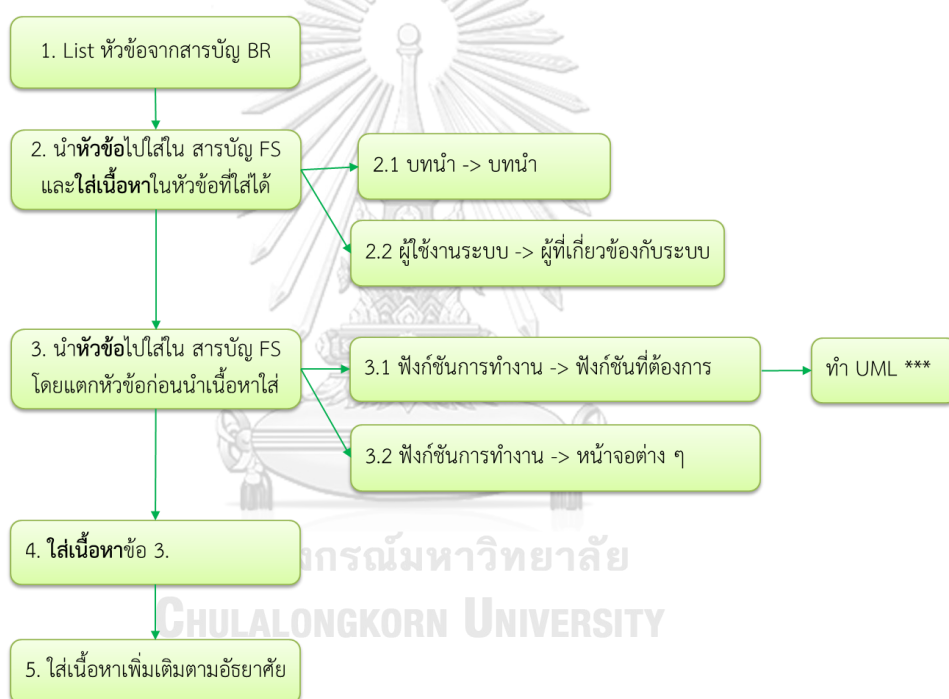 1. List หัวข้อจากสารบัญ BR
2. นำหัวข้อไปใส่ใน สารบัญ FS
และใส่เนื้อหาในหัวข้อที่ใส่ได้
2.1 บทนำ -> บทนำ
2.2 ผู้ใช้งานระบบ -> ผู้ที่เกี่ยวข้องกับระบบ
3. นำหัวข้อไปใส่ใน สารบัญ FS
โดยแตกหัวข้อก่อนนำเนื้อหาใส่
3.1 ฟังก์ชันการทำงาน -> ฟังก์ชันที่ต้องการ
ทำ UML ***
3.2 ฟังก์ชันการทำงาน -> หน้าจอต่าง ๆ
4. ใส่เนื้อหาข้อ 3.
งกรณ์มหาวิทยาลัย
CHULALONGKORN UNIVERSITY
5. ใส่เนื้อหาเพิ่มเติมตามอัธยาศัย